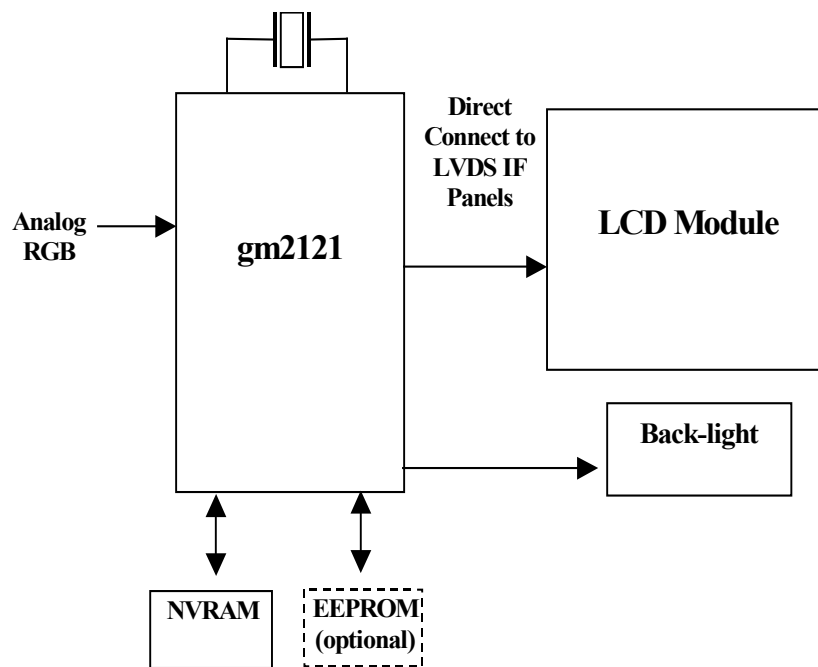 Direct
Connect to
LVDS IF
Panels
LCD Module
Analog
RGB
gm2121
Back-light
NVRAM
EEPROM
(optional)